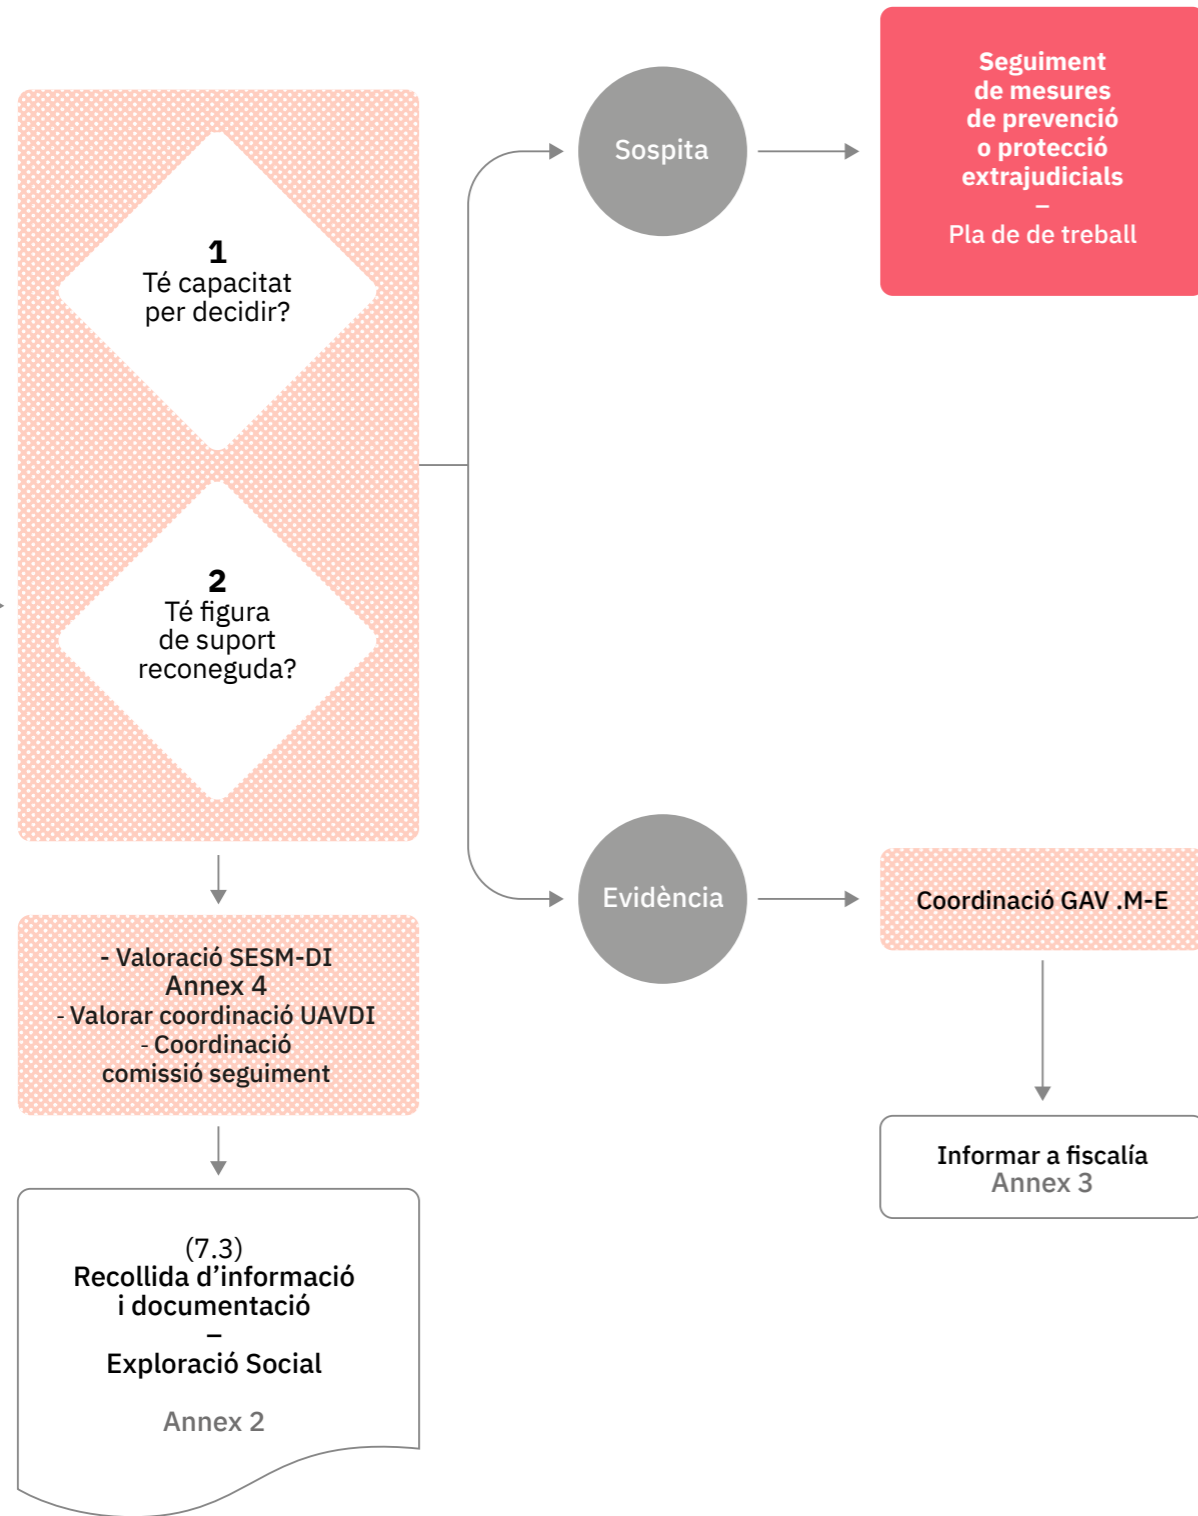 1
Té capacitat
per decidir?
2
Té figura
de suport
reconeguda?
- Valoració SESM-DI
Annex 4
- Valorar coordinació UAVDI
- Coordinació
comissió seguiment
(7.3)
Recollida d’informació
i documentació
–
Exploració Social
Annex 2
Sospita
Seguiment
de mesures
de prevenció
o protecció
extrajudicials
–
Pla de de treball
Evidència
Coordinació GAV .M-E
Informar a fiscalía
Annex 3